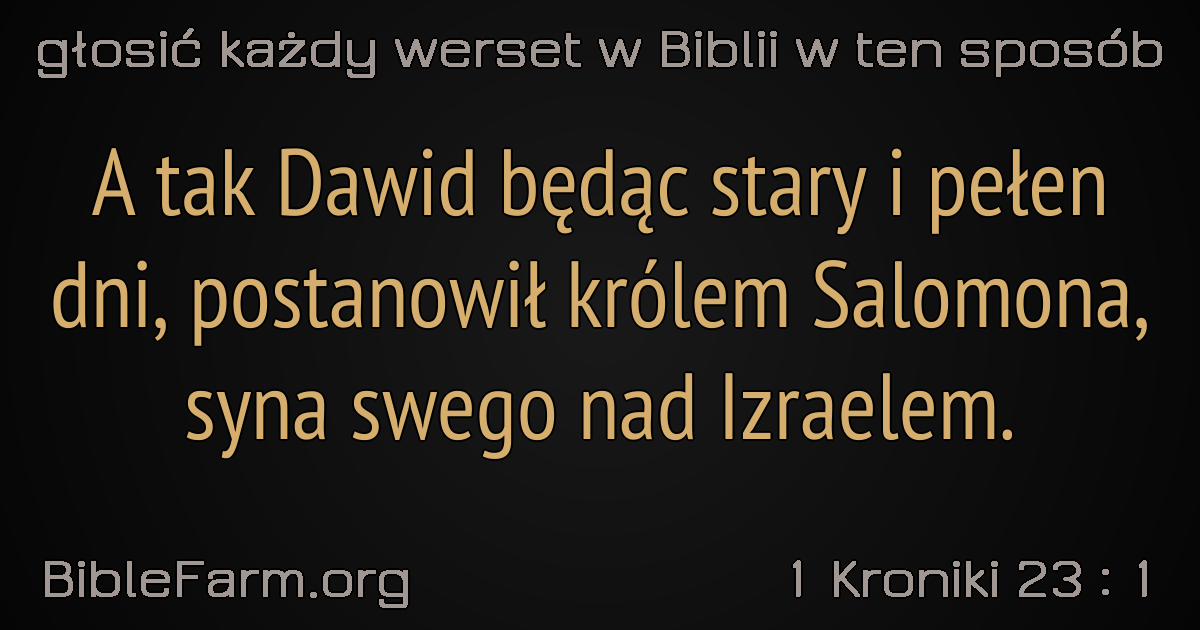 głosić każdy werset w Biblii w ten sposób
A tak Dawid będąc stary i pełen
dni, postanowił królem Salomona,
syna swego nad Izraelem.
BibleFarm.org
1 Kroniki 23 : 1